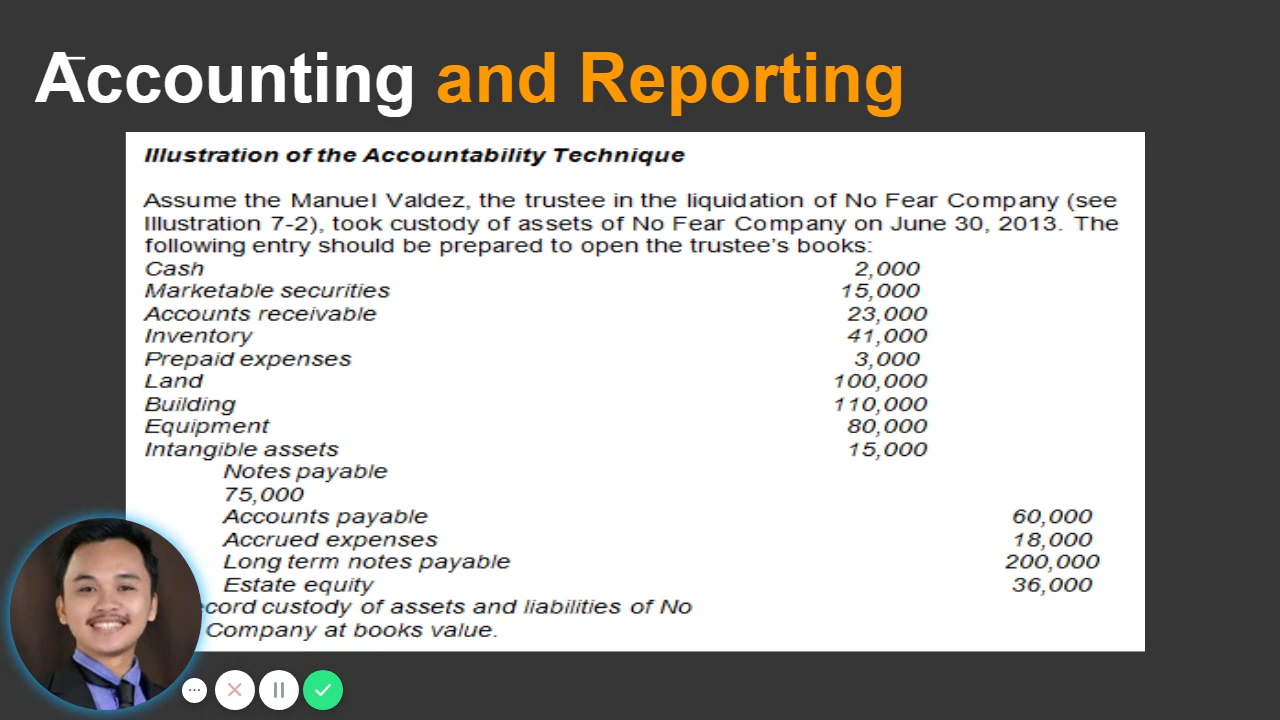 Accounting and Reporting
Illustration of the Accountability Technique
Assume the Manuel Valdez, the trustee in the liquidation of No Fear Company (see
Illustration 7-2), took custody of assets of No Fear Company on June 30, 2013. The
following entry should be prepared to open the trustee's books:
Cash 2,000
Marketable securities 15,000
Accounts receivable 23,000
Inventory 41,000
Prepaid expenses 3,000
Land 100,000
Building 110,000
Equipment 80,000
Intangible assets 15,000
Notes payable
75,000
Accounts payable 60,000
Accrued expenses 18,000
Long term notes payable 200,000
Estate equity 36,000
custody of assets and liabilities of No
Company at books value.